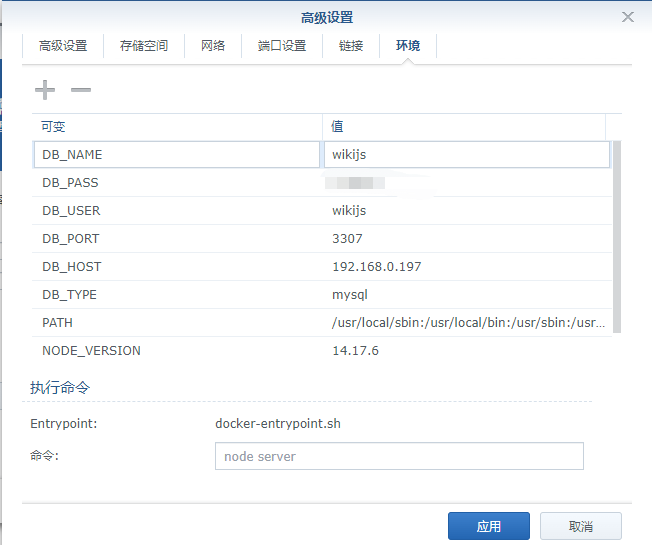 高级设置
高级设置 存储空间 网络 端口设置 链接 环境
可变 值
DB_NAME wikijs
DB_PASS
DB_USER wikijs
DB_PORT 3307
DB_HOST 192.168.0.197
DB_TYPE mysql
PATH /usr/local/sbin:/usr/local/bin:/usr/sbin:/usr...
NODE_VERSION 14.17.6
执行命令
Entrypoint: docker-entrypoint.sh
命令: node server
应用 取消